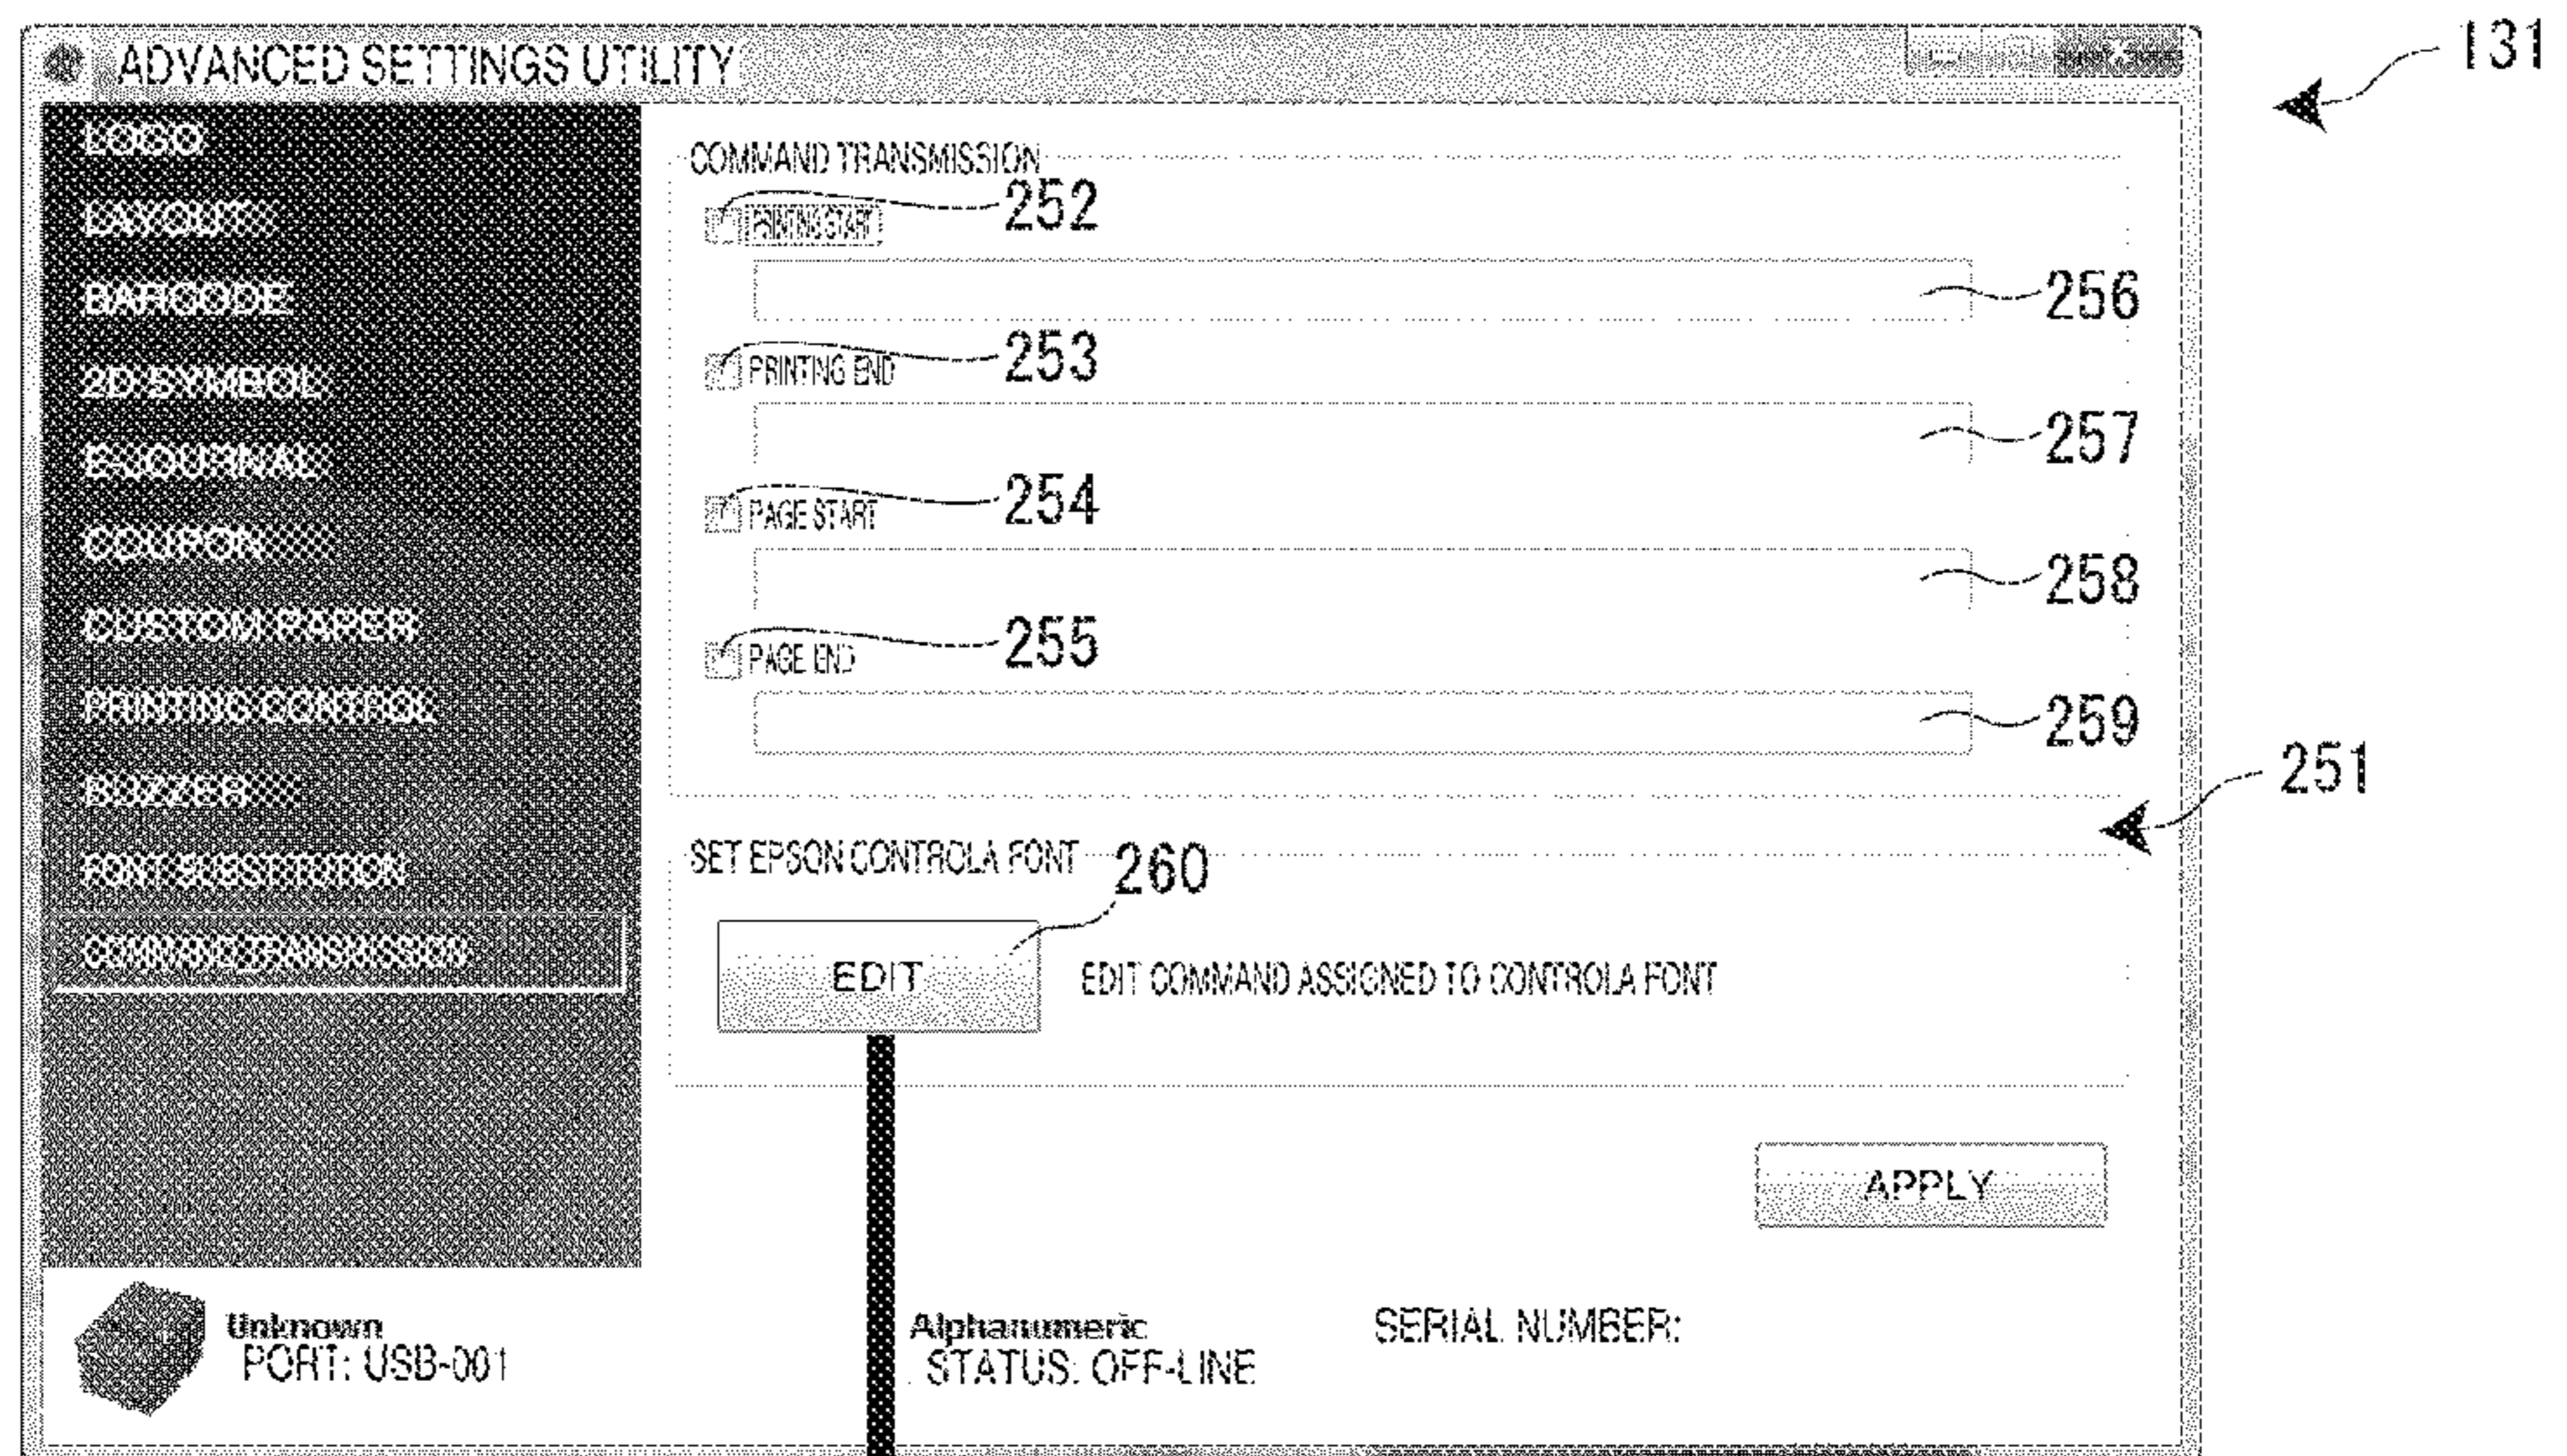 ADVANCED SETTINGS UTILITY
131
LOGO
LAYOUT
BARCODE
2D SYMBOL
E-JOURNAL
COUPON
CUSTOM PAPER
PRINTING CONTROL
BUZZER
FONT SUBSTITUTION
COMMAND TRANSMISSION
COMMAND TRANSMISSION
PRINTING START
252
256
PRINTING END
253
257
PAGE START
254
258
PAGE END
255
259
251
SET EPSON CONTROLA FONT
260
EDIT
EDIT COMMAND ASSIGNED TO CONTROLA FONT
APPLY
Unknown
PORT: USB-001
Alphanumeric
STATUS: OFF-LINE
SERIAL NUMBER: